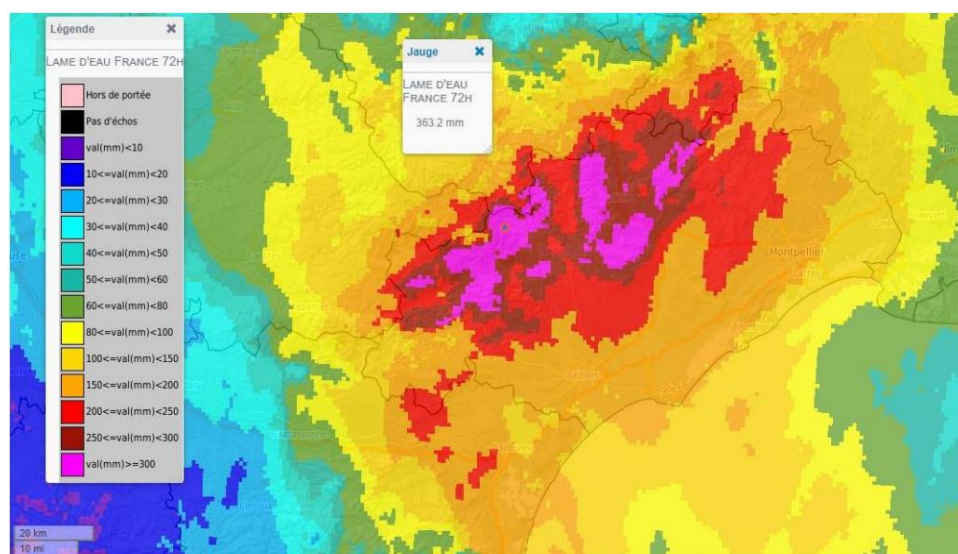 Légende
LAME D'EAU FRANCE 72H
Hors de portée
Pas d'échos
val(mm)<10
10<=val(mm)<20
20<=val(mm)<30
30<=val(mm)<40
40<=val(mm)<50
50<=val(mm)<60
60<=val(mm)<80
80<=val(mm)<100
100<=val(mm)<150
150<=val(mm)<200
200<=val(mm)<250
250<=val(mm)<300
val(mm)>=300
20 km
10 mi
Jauge
LAME D'EAU
FRANCE 72H
363.2 mm
Montpellier
Béziers